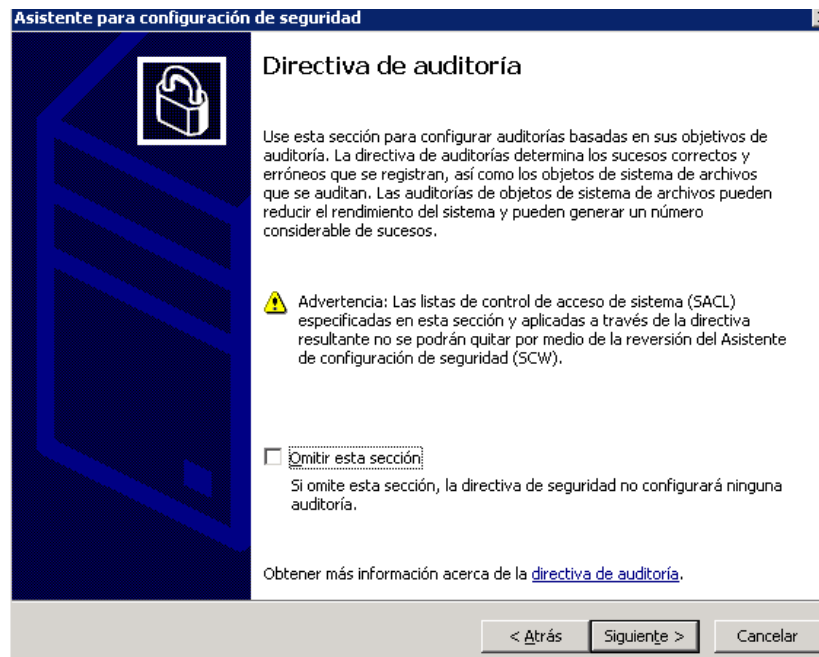 Asistente para configuración de seguridad
Directiva de auditoría
Use esta sección para configurar auditorías basadas en sus objetivos de
auditoría. La directiva de auditorías determina los sucesos correctos y
erróneos que se registran, así como los objetos de sistema de archivos
que se auditan. Las auditorías de objetos de sistema de archivos pueden
reducir el rendimiento del sistema y pueden generar un número
considerable de sucesos.
Advertencia: Las listas de control de acceso de sistema (SACL)
especificadas en esta sección y aplicadas a través de la directiva
resultante no se podrán quitar por medio de la reversión del Asistente
de configuración de seguridad (SCW).
Omitir esta sección
Si omite esta sección, la directiva de seguridad no configurará ninguna
auditoría.
Obtener más información acerca de la directiva de auditoría.
< Atrás Siguiente > Cancelar